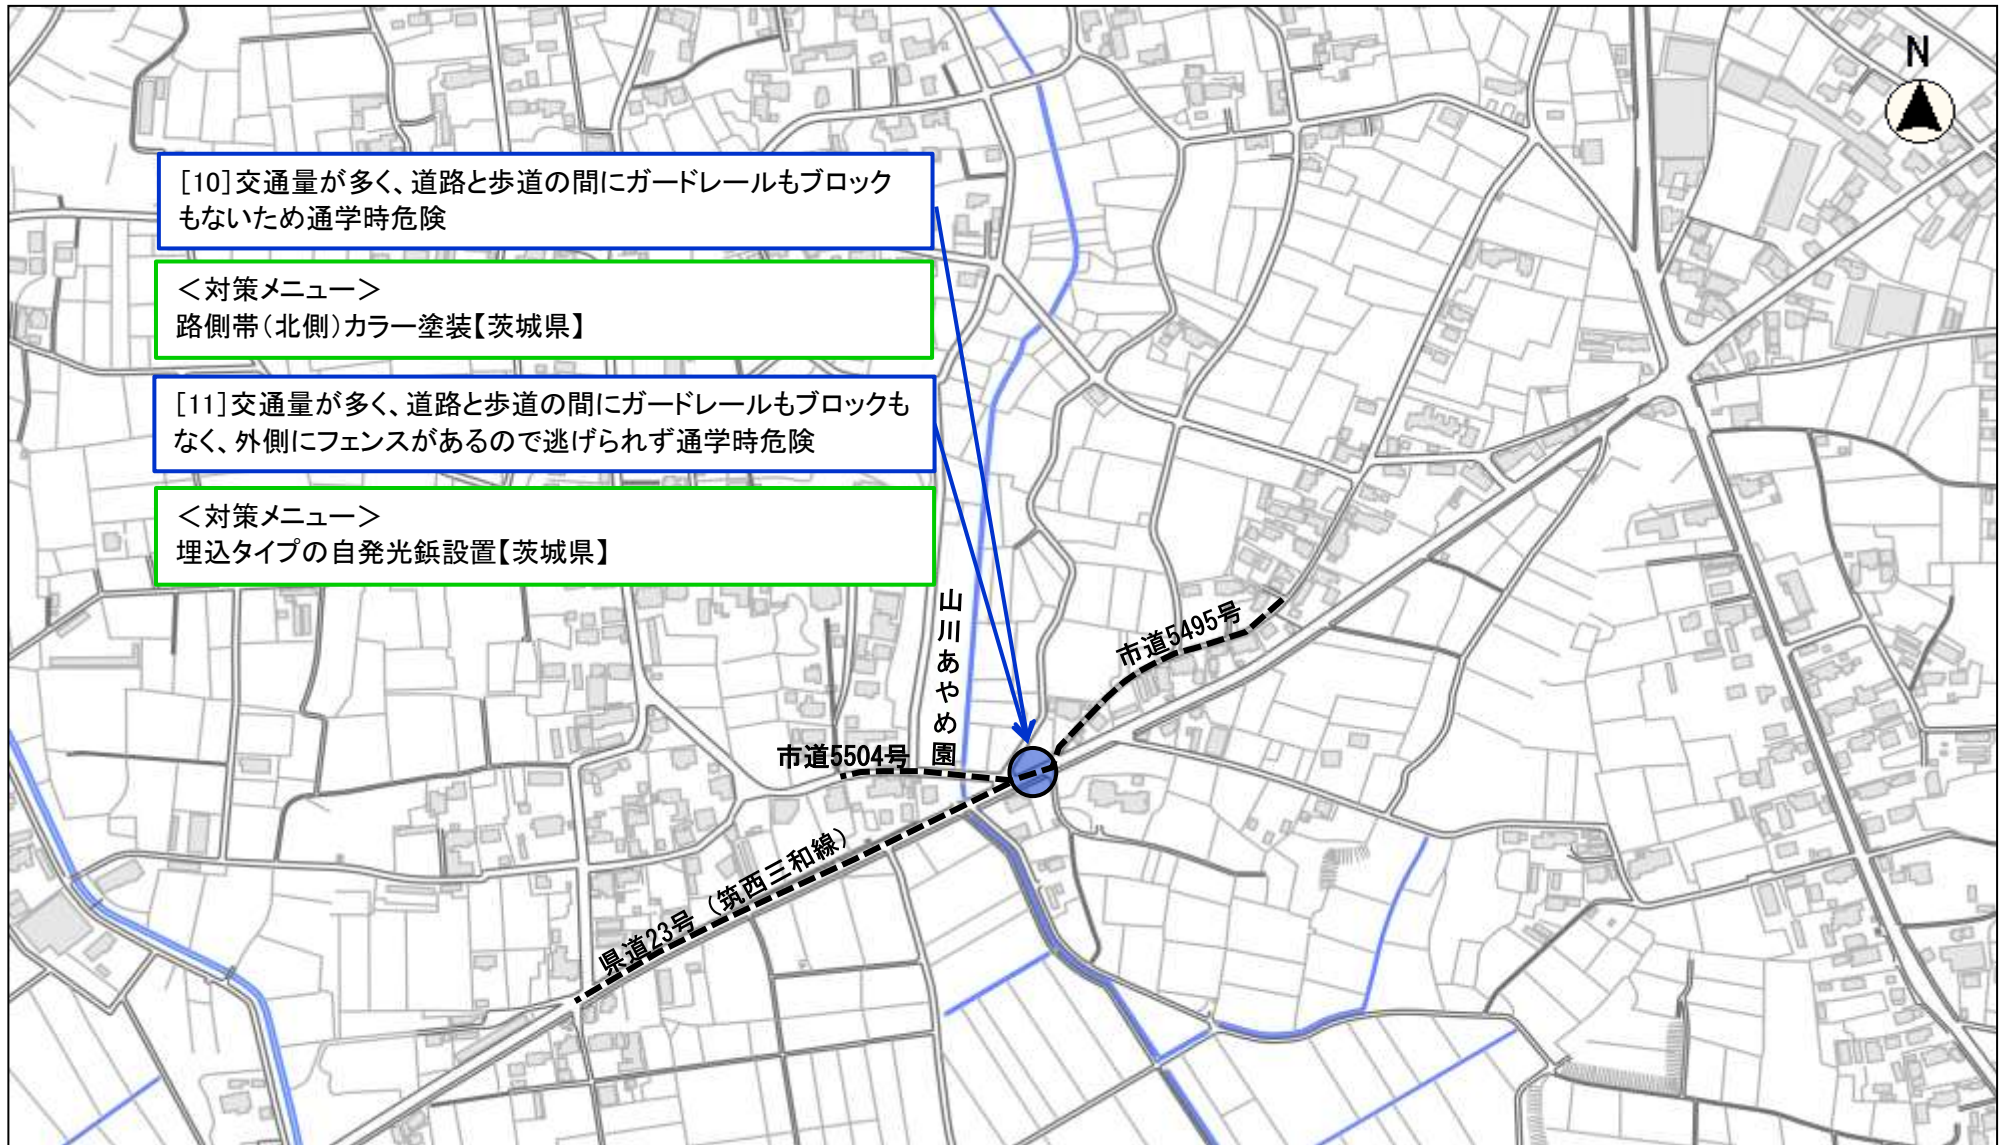 N
[10]交通量が多く、道路と歩道の間にガードレールもブロック
もないため通学時危険
＜対策メニュー＞
路側帯（北側）カラー塗装【茨城県】
[11]交通量が多く、道路と歩道の間にガードレールもブロックも
なく、外側にフェンスがあるので逃げられず通学時危険
＜対策メニュー＞
埋込タイプの自発光鋲設置【茨城県】
山川あやめ園
市道5495号
市道5504号
県道23号（筑西三和線）